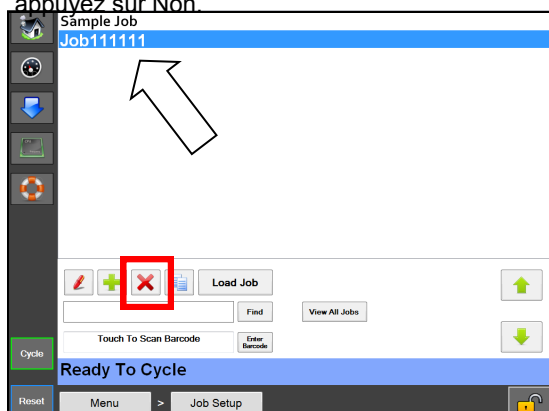 appuyez sur Non.
Sample Job
Job111111
Load Job
Find
View All Jobs
Touch To Scan Barcode
Enter
Barcode
Cycle
Ready To Cycle
Reset
Menu
>
Job Setup